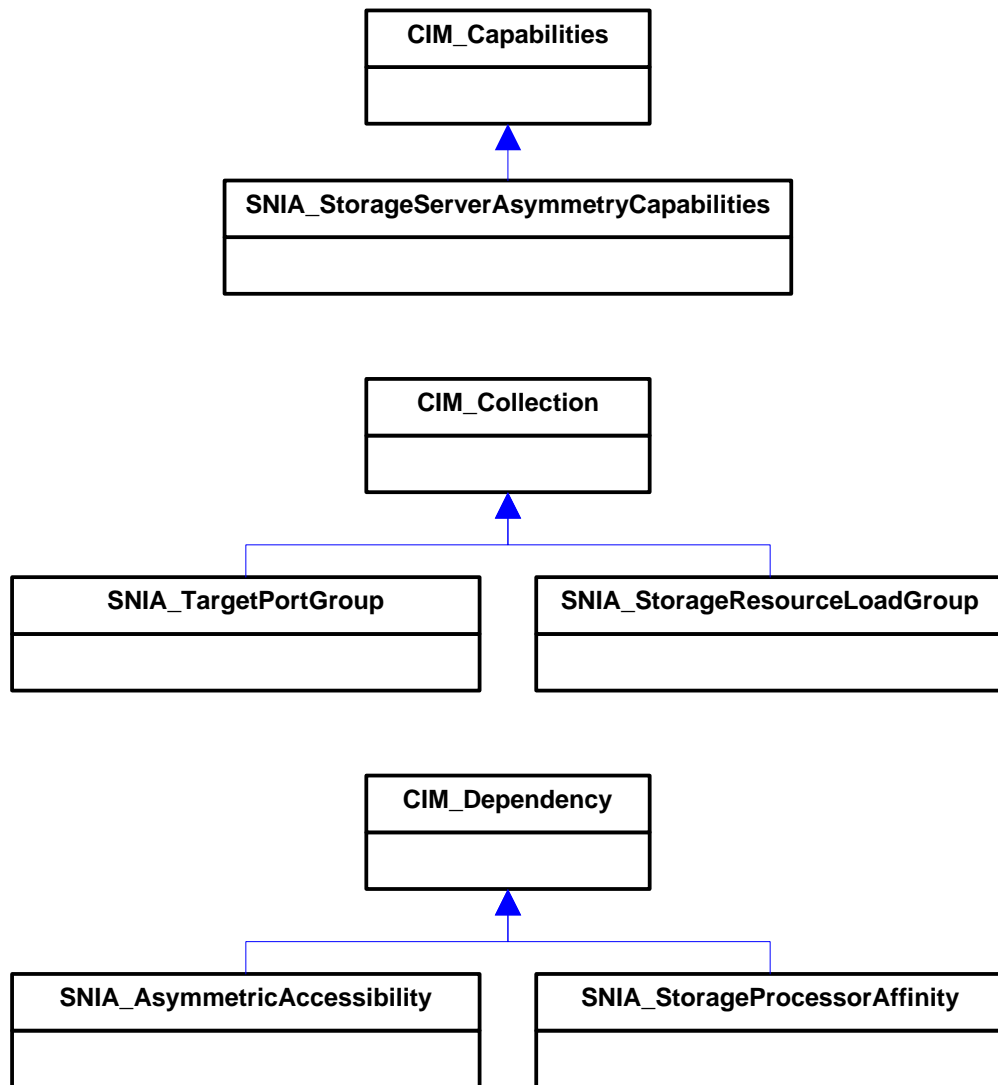 CIM_Capabilities
SNIA_StorageServerAsymmetryCapabilities
CIM_Collection
SNIA_TargetPortGroup
SNIA_StorageResourceLoadGroup
CIM_Dependency
SNIA_AsymmetricAccessibility
SNIA_StorageProcessorAffinity